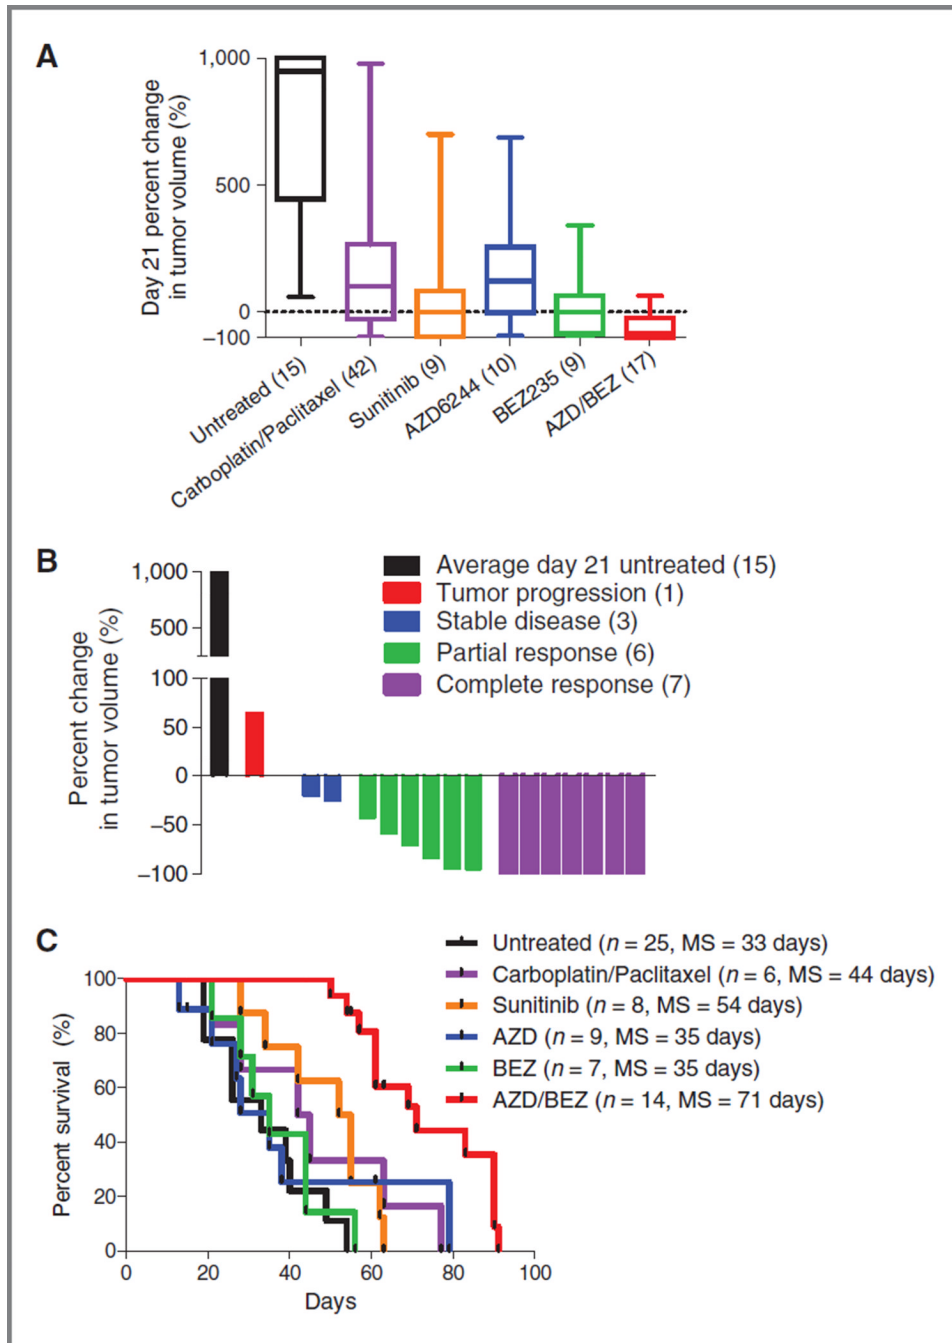 A
Day 21 percent change
in tumor volume (%)
1,000
500
0
−100
Untreated (15)
Carboplatin/Paclitaxel (42)
Sunitinib (9)
AZD6244 (10)
BEZ235 (9)
AZD/BEZ (17)
B
Percent change
in tumor volume (%)
1,000
500
100
50
0
−50
−100
Average day 21 untreated (15)
Tumor progression (1)
Stable disease (3)
Partial response (6)
Complete response (7)
C
Percent survival (%)
100
80
60
40
20
0
0 20 40 60 80 100
Days
Untreated (n = 25, MS = 33 days)
Carboplatin/Paclitaxel (n = 6, MS = 44 days)
Sunitinib (n = 8, MS = 54 days)
AZD (n = 9, MS = 35 days)
BEZ (n = 7, MS = 35 days)
AZD/BEZ (n = 14, MS = 71 days)